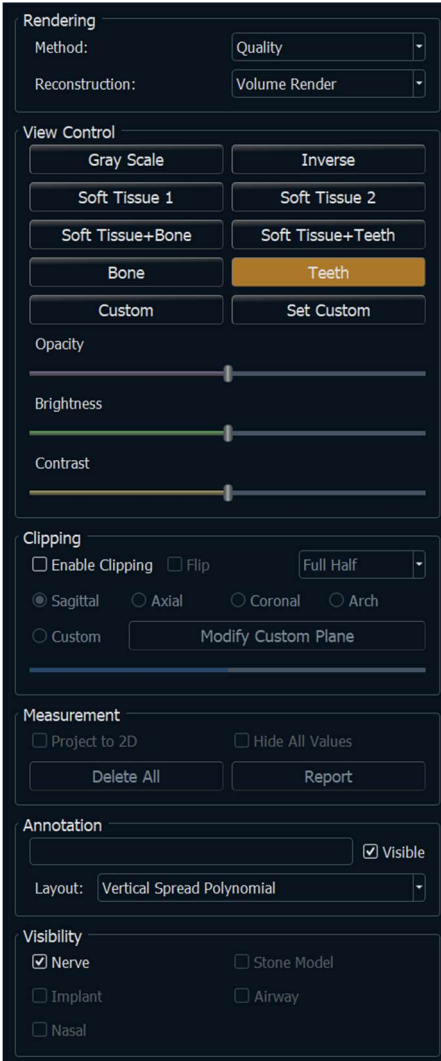 Rendering
Method: Quality
Reconstruction: Volume Render
View Control
Gray Scale Inverse
Soft Tissue 1 Soft Tissue 2
Soft Tissue+Bone Soft Tissue+Teeth
Bone Teeth
Custom Set Custom
Opacity
Brightness
Contrast
Clipping
Enable Clipping Flip Full Half
Sagittal Axial Coronal Arch
Custom Modify Custom Plane
Measurement
Project to 2D Hide All Values
Delete All Report
Annotation
Visible
Layout: Vertical Spread Polynomial
Visibility
Nerve Stone Model
Implant Airway
Nasal